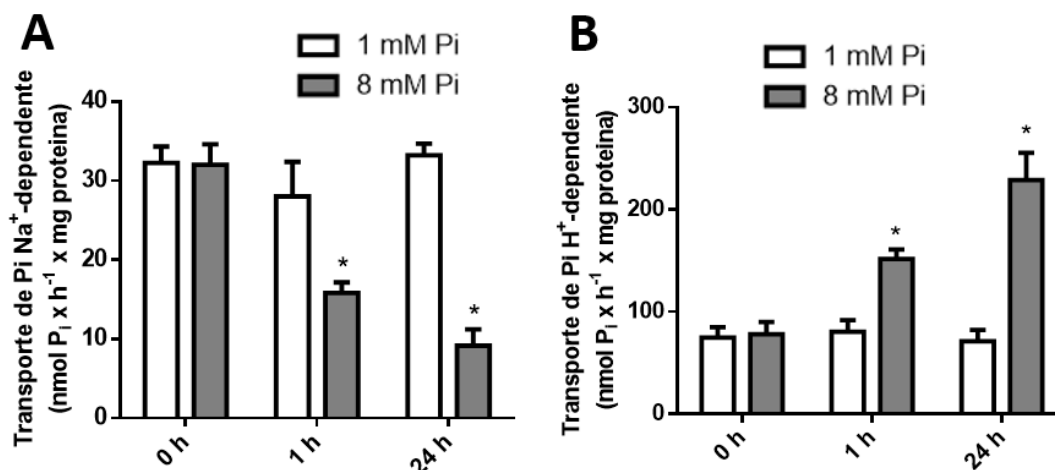 A
1 mM Pi
8 mM Pi
Transporte de Pi Na⁺-dependente
(nmol Pᵢ x h⁻¹ x mg proteina)
40
30
20
10
0
*
*
0 h
1 h
24 h
B
1 mM Pi
8 mM Pi
Transporte de Pi H⁺-dependente
(nmol Pᵢ x h⁻¹ x mg proteina)
300
200
100
0
*
*
0 h
1 h
24 h